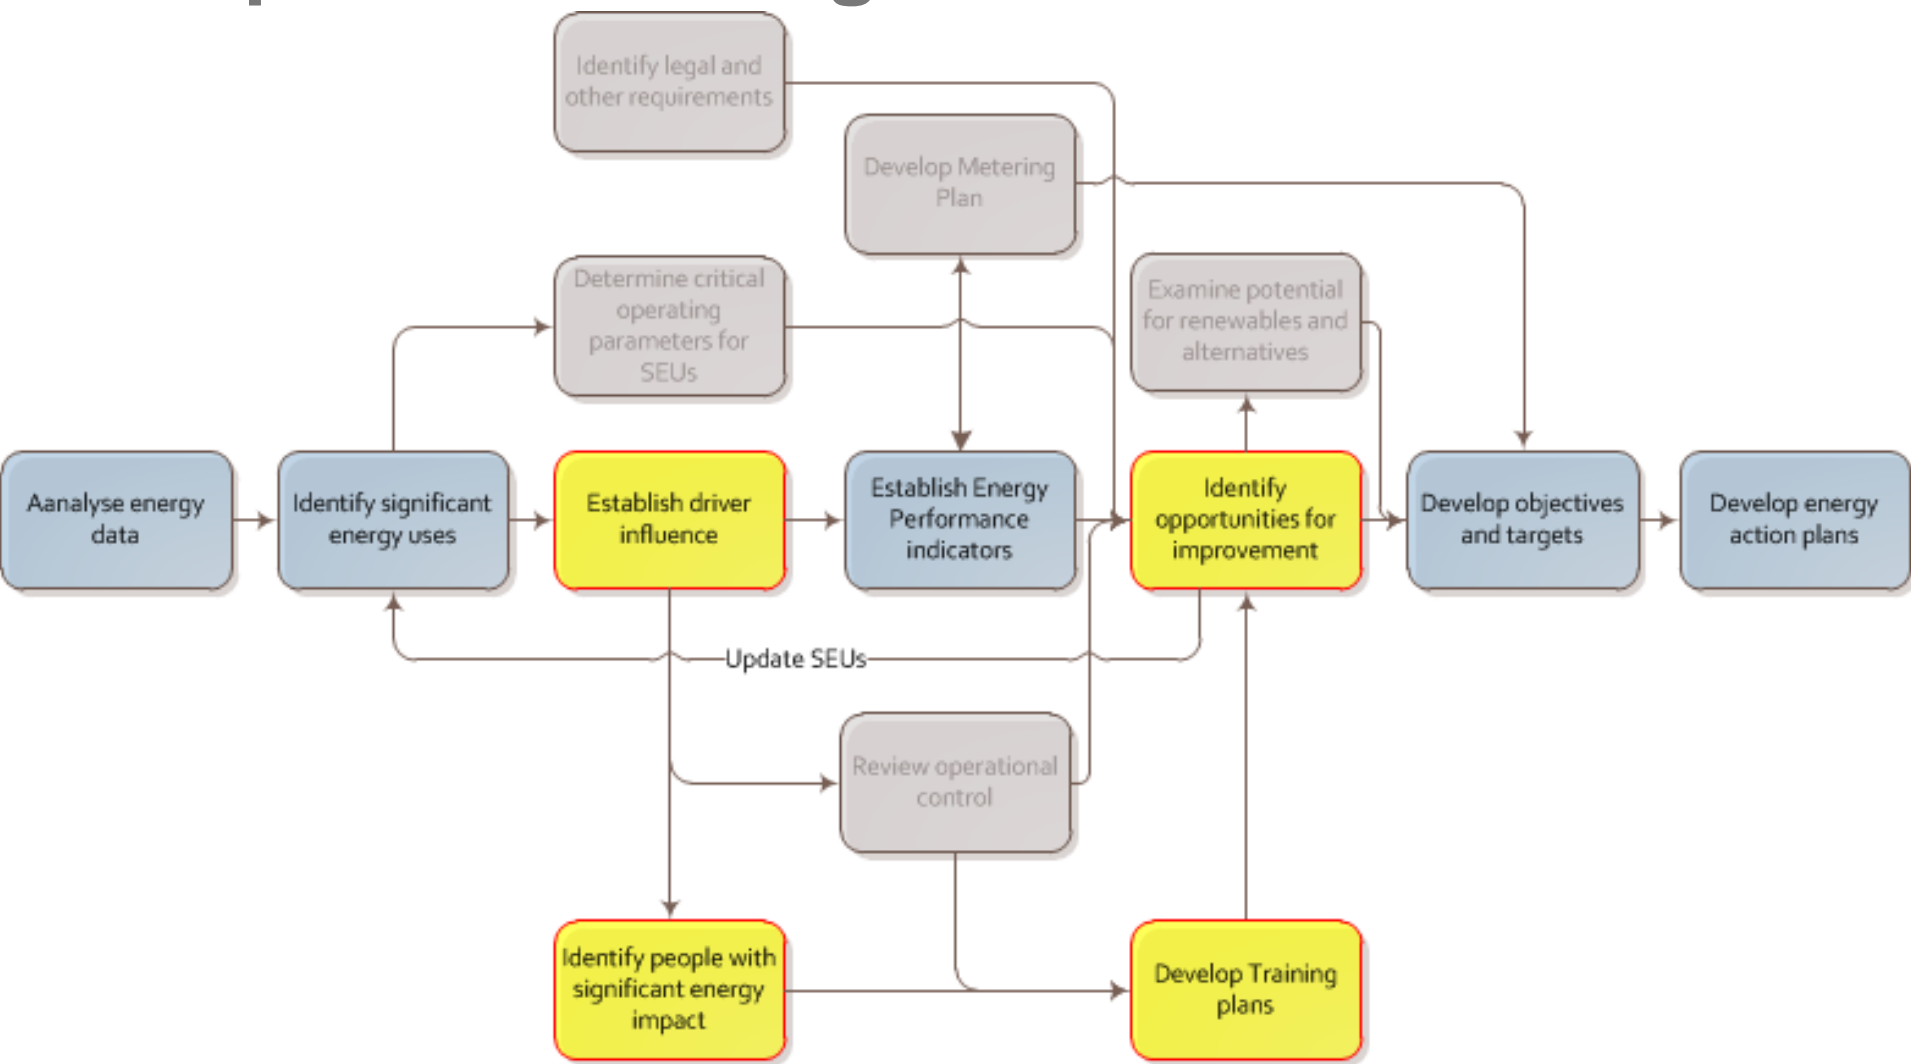 Identify legal and
other requirements
Develop Metering
Plan
Determine critical
operating
parameters for
SEUs
Examine potential
for renewables and
alternatives
Aanalyse energy
data
Identify significant
energy uses
Establish driver
influence
Establish Energy
Performance
indicators
Identify
opportunities for
improvement
Develop objectives
and targets
Develop energy
action plans
Update SEUs
Review operational
control
Identify people with
significant energy
impact
Develop Training
plans